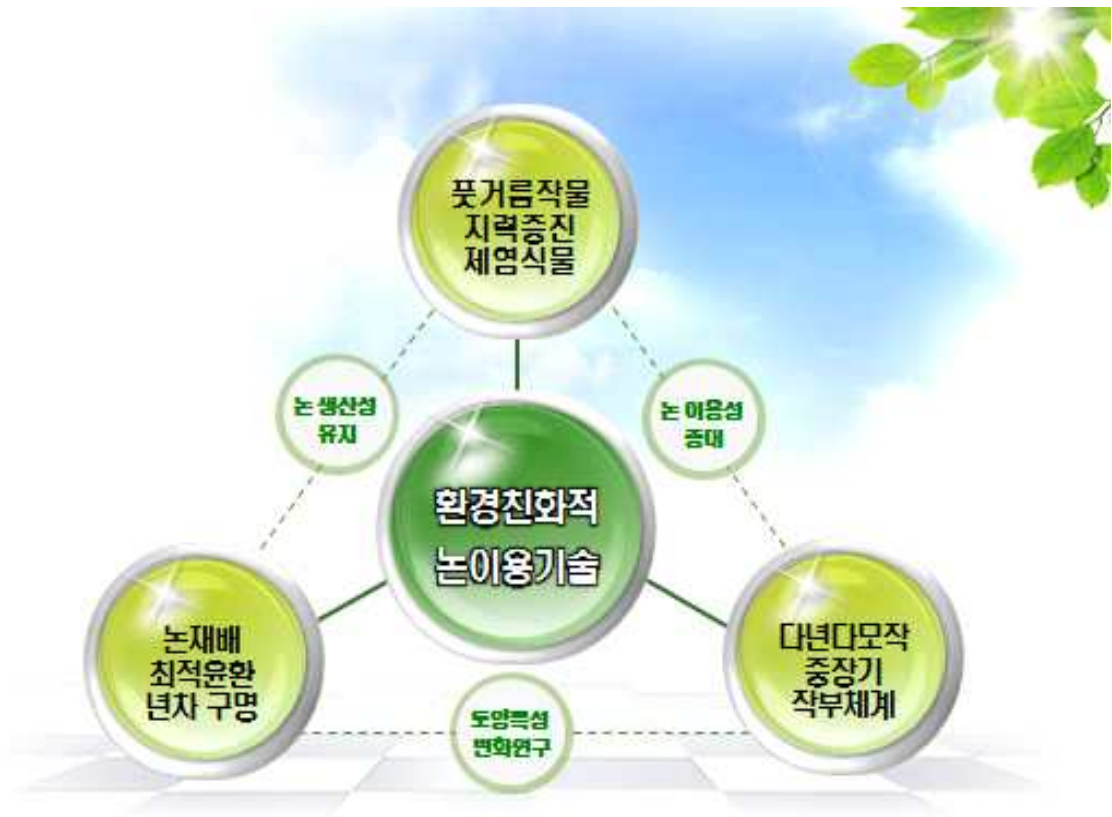 풋거름작물
지력증진
제염식물
논 생산성
유지
논 이용성
증대
환경친화적
논이용기술
논재배
최적윤환
년차 구명
다년다모작
중장기
작부체계
토양특성
변화연구